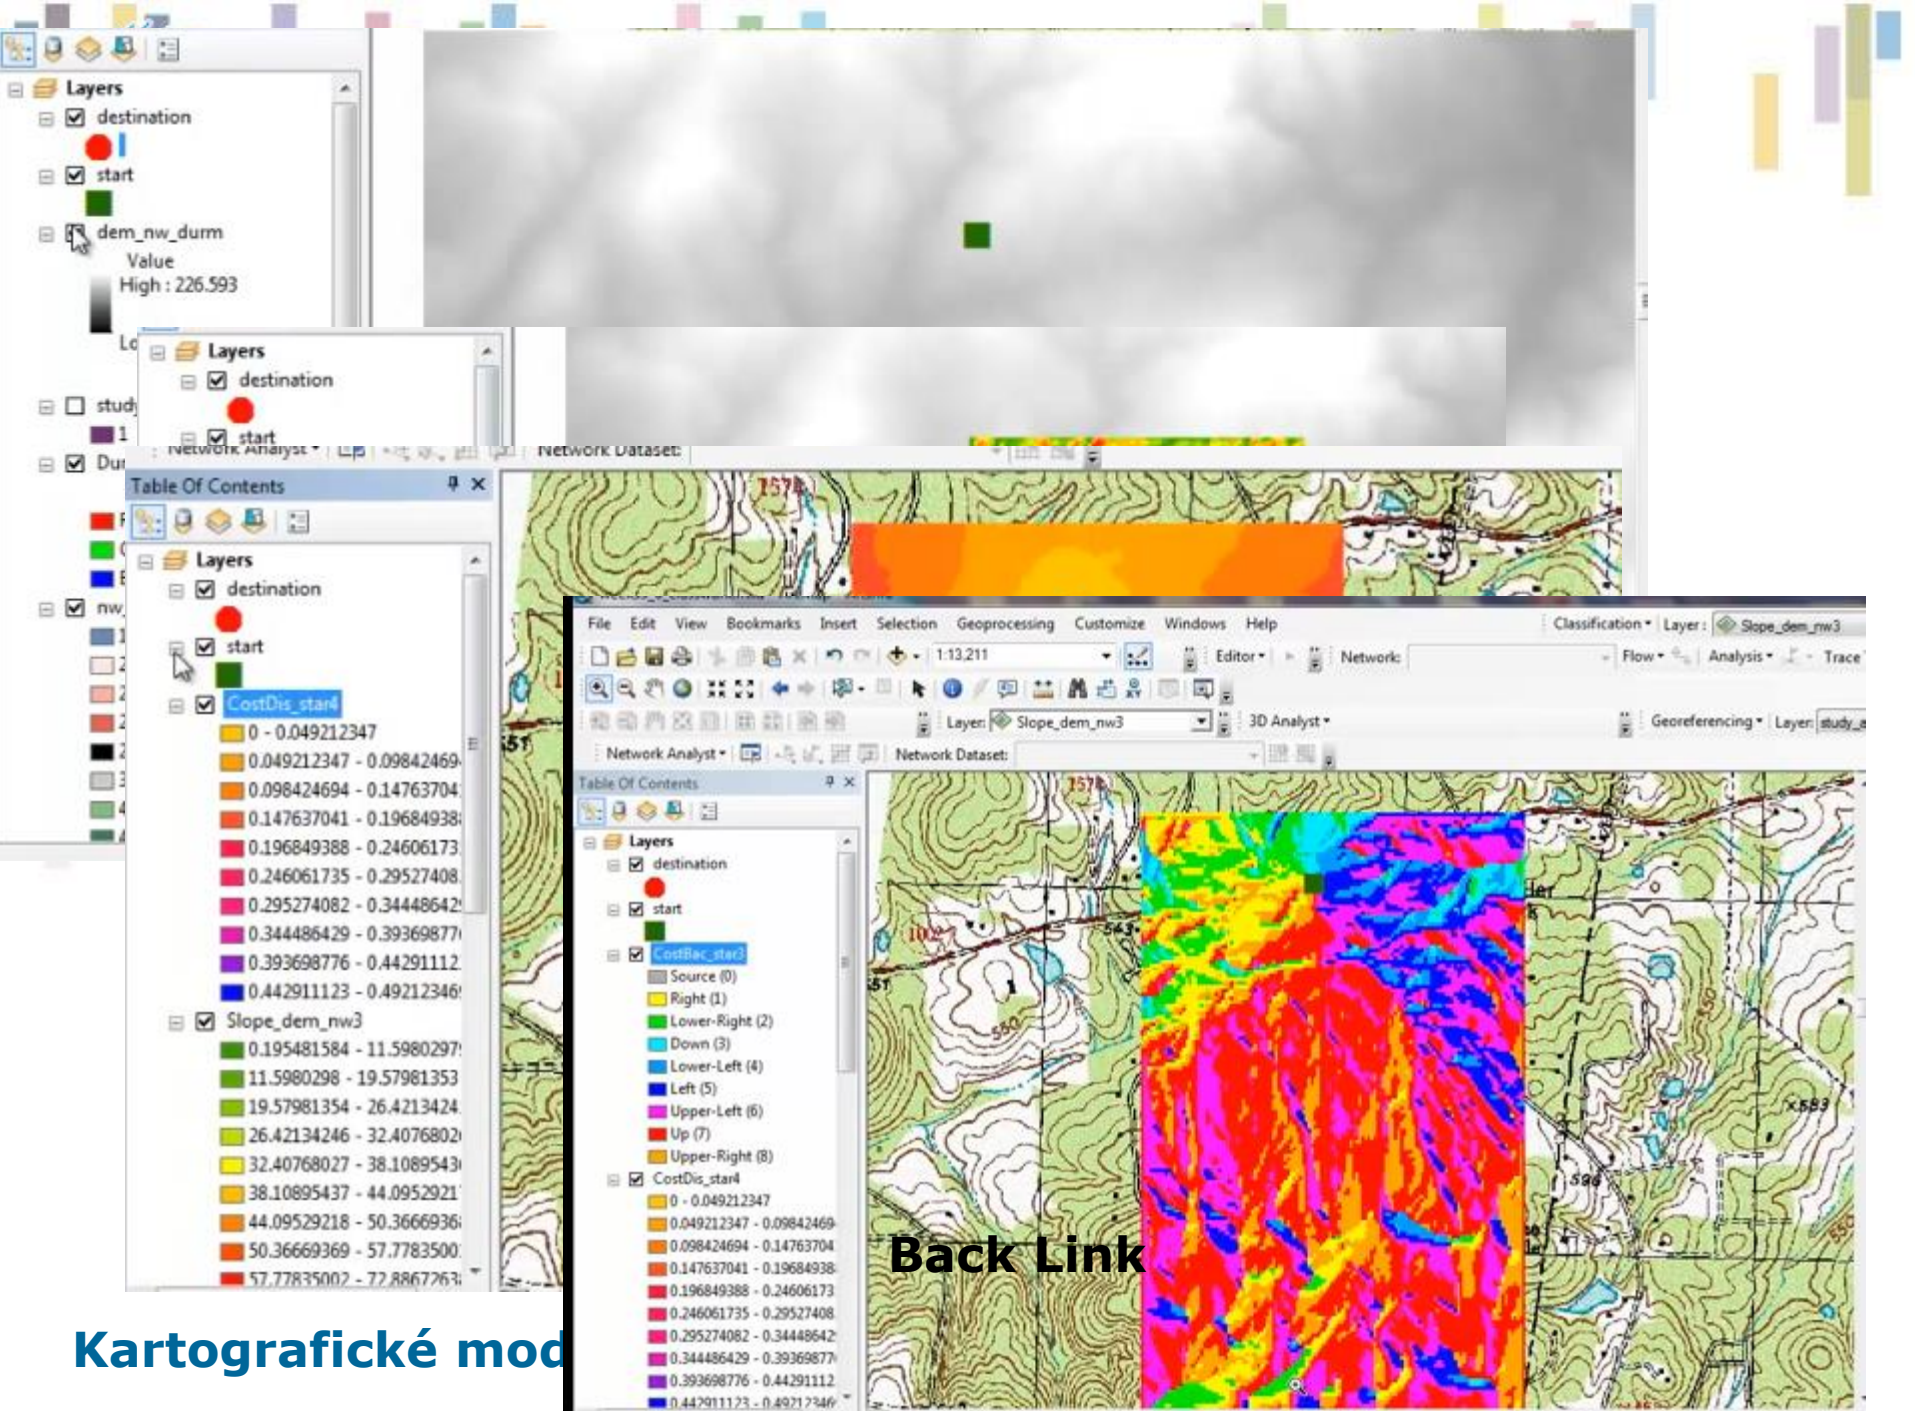 Layers
destination
start
dem_nw_durm
Value
High : 226.593
Layers
destination
start
1
Network Dataset:
Table Of Contents
Layers
destination
start
CostDis_star4
0 - 0.049212347
0.049212347 - 0.09842469
0.098424694 - 0.14763704
0.147637041 - 0.19684938
0.196849388 - 0.24606173
0.246061735 - 0.29527408
0.295274082 - 0.34448642
0.344486429 - 0.39369877
0.393698776 - 0.44291112
0.442911123 - 0.49212346
Slope_dem_nw3
0.195481584 - 11.5980297
11.5980298 - 19.57981353
19.57981354 - 26.4213424
26.42134246 - 32.4076802
32.40768027 - 38.1089543
38.10895437 - 44.0952921
44.09529218 - 50.3666936
50.36669369 - 57.7783500
57.77835002 - 72.8867263
File Edit View Bookmarks Insert Selection Geoprocessing Customize Windows Help
Classification Layer: Slope_dem_nw3
1:13,211 Editor Network: Flow Analysis Trace
Layer: Slope_dem_nw3 3D Analyst Georeferencing Layer: study_a
Network Analyst Network Dataset:
Table Of Contents
Layers
destination
start
CostBac_star3
Source (0)
Right (1)
Lower-Right (2)
Down (3)
Lower-Left (4)
Left (5)
Upper-Left (6)
Up (7)
Upper-Right (8)
CostDis_star4
0 - 0.049212347
0.049212347 - 0.09842469
0.098424694 - 0.14763704
0.147637041 - 0.19684938
0.196849388 - 0.24606173
0.246061735 - 0.29527408
0.295274082 - 0.34448642
0.344486429 - 0.39369877
0.393698776 - 0.44291112
0.442911123 - 0.49212346
Back Link
Kartografické mod